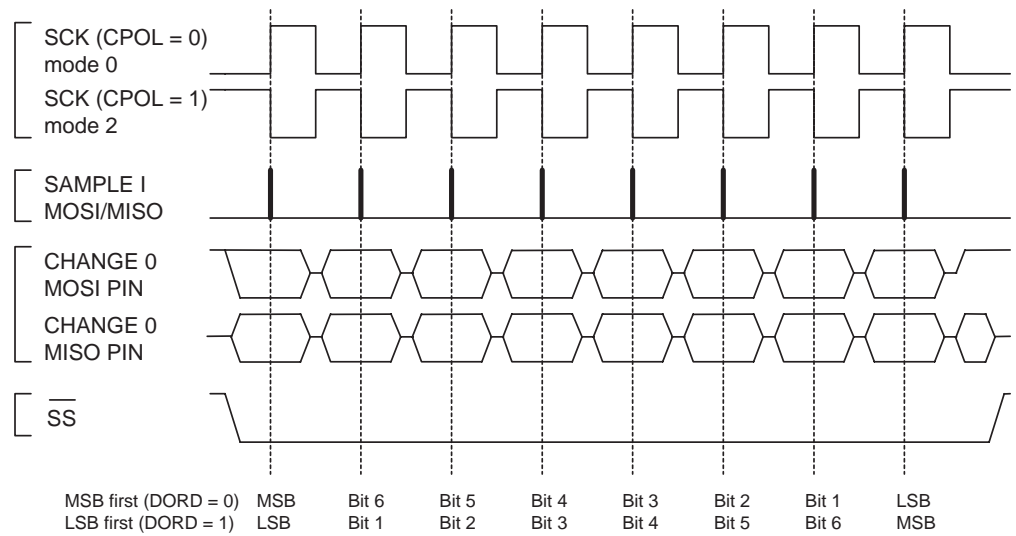 SCK (CPOL = 0)
mode 0
SCK (CPOL = 1)
mode 2
SAMPLE I
MOSI/MISO
CHANGE 0
MOSI PIN
CHANGE 0
MISO PIN
SS
MSB first (DORD = 0) MSB Bit 6 Bit 5 Bit 4 Bit 3 Bit 2 Bit 1 LSB
LSB first (DORD = 1) LSB Bit 1 Bit 2 Bit 3 Bit 4 Bit 5 Bit 6 MSB